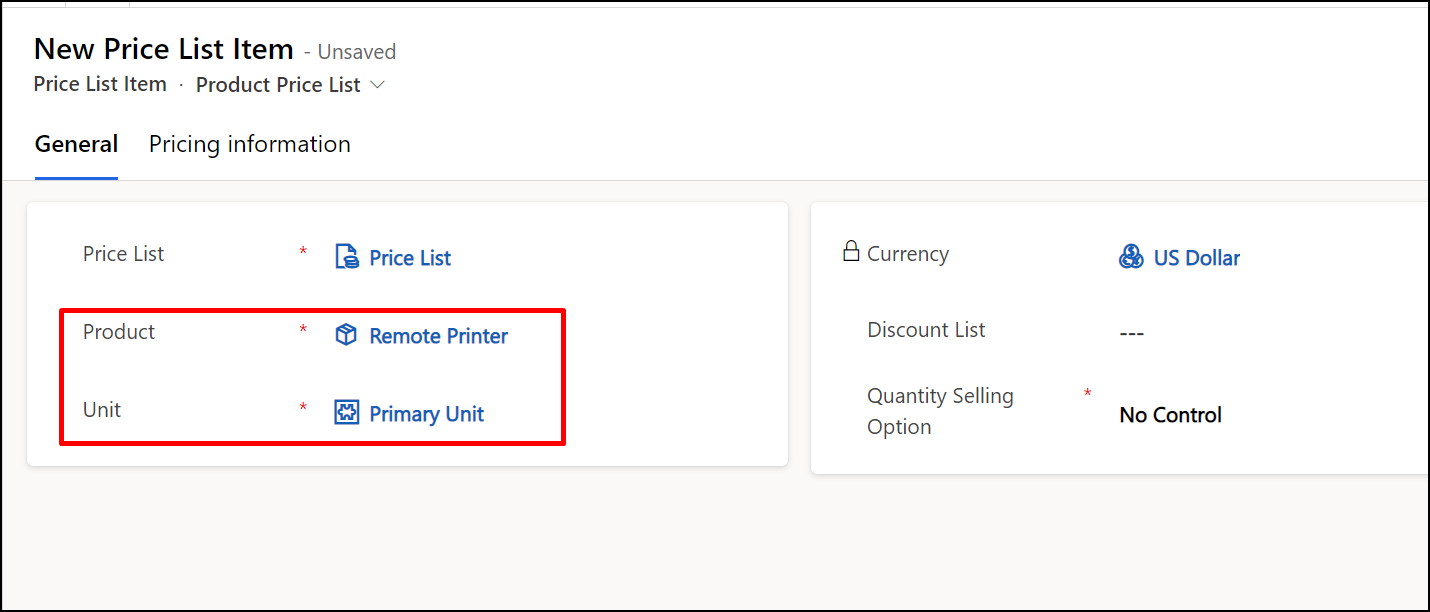 New Price List Item - Unsaved
Price List Item · Product Price List
General Pricing information
Price List * Price List
Product * Remote Printer
Unit * Primary Unit
Currency US Dollar
Discount List ---
Quantity Selling * No Control
Option